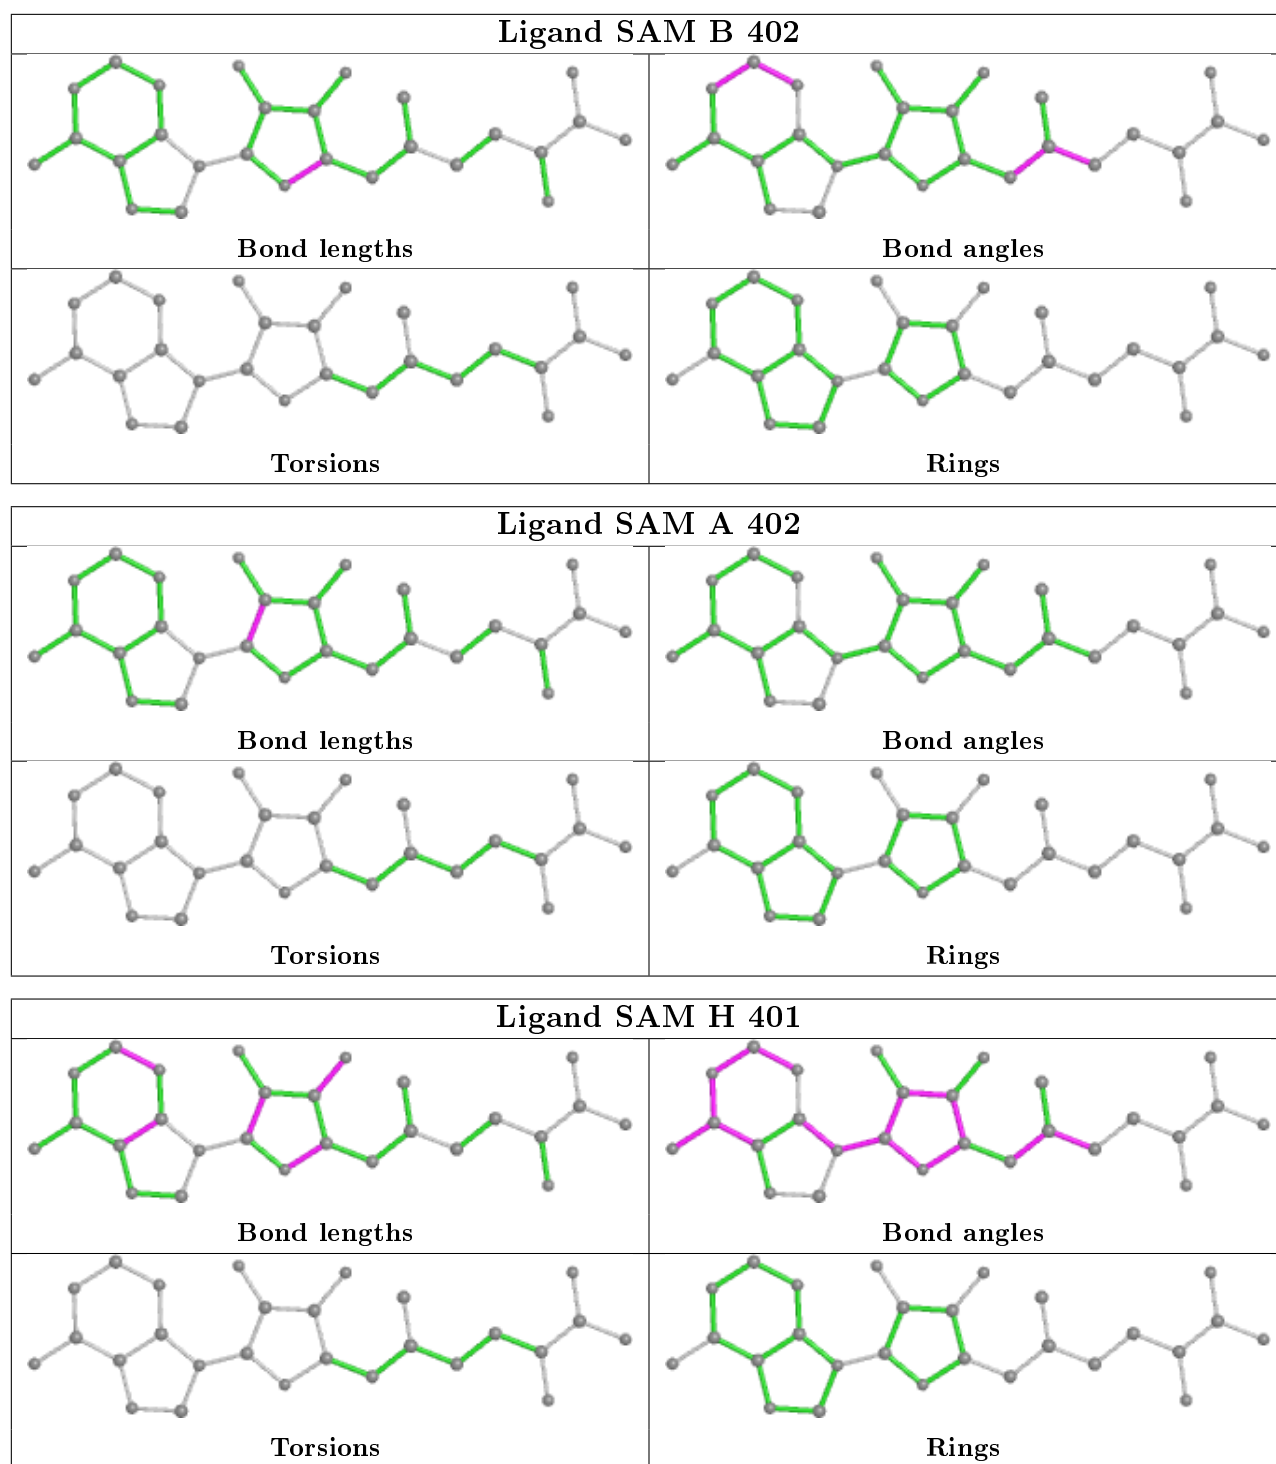 Ligand SAM B 402
Bond lengths
Bond angles
Torsions
Rings
Ligand SAM A 402
Bond lengths
Bond angles
Torsions
Rings
Ligand SAM H 401
Bond lengths
Bond angles
Torsions
Rings